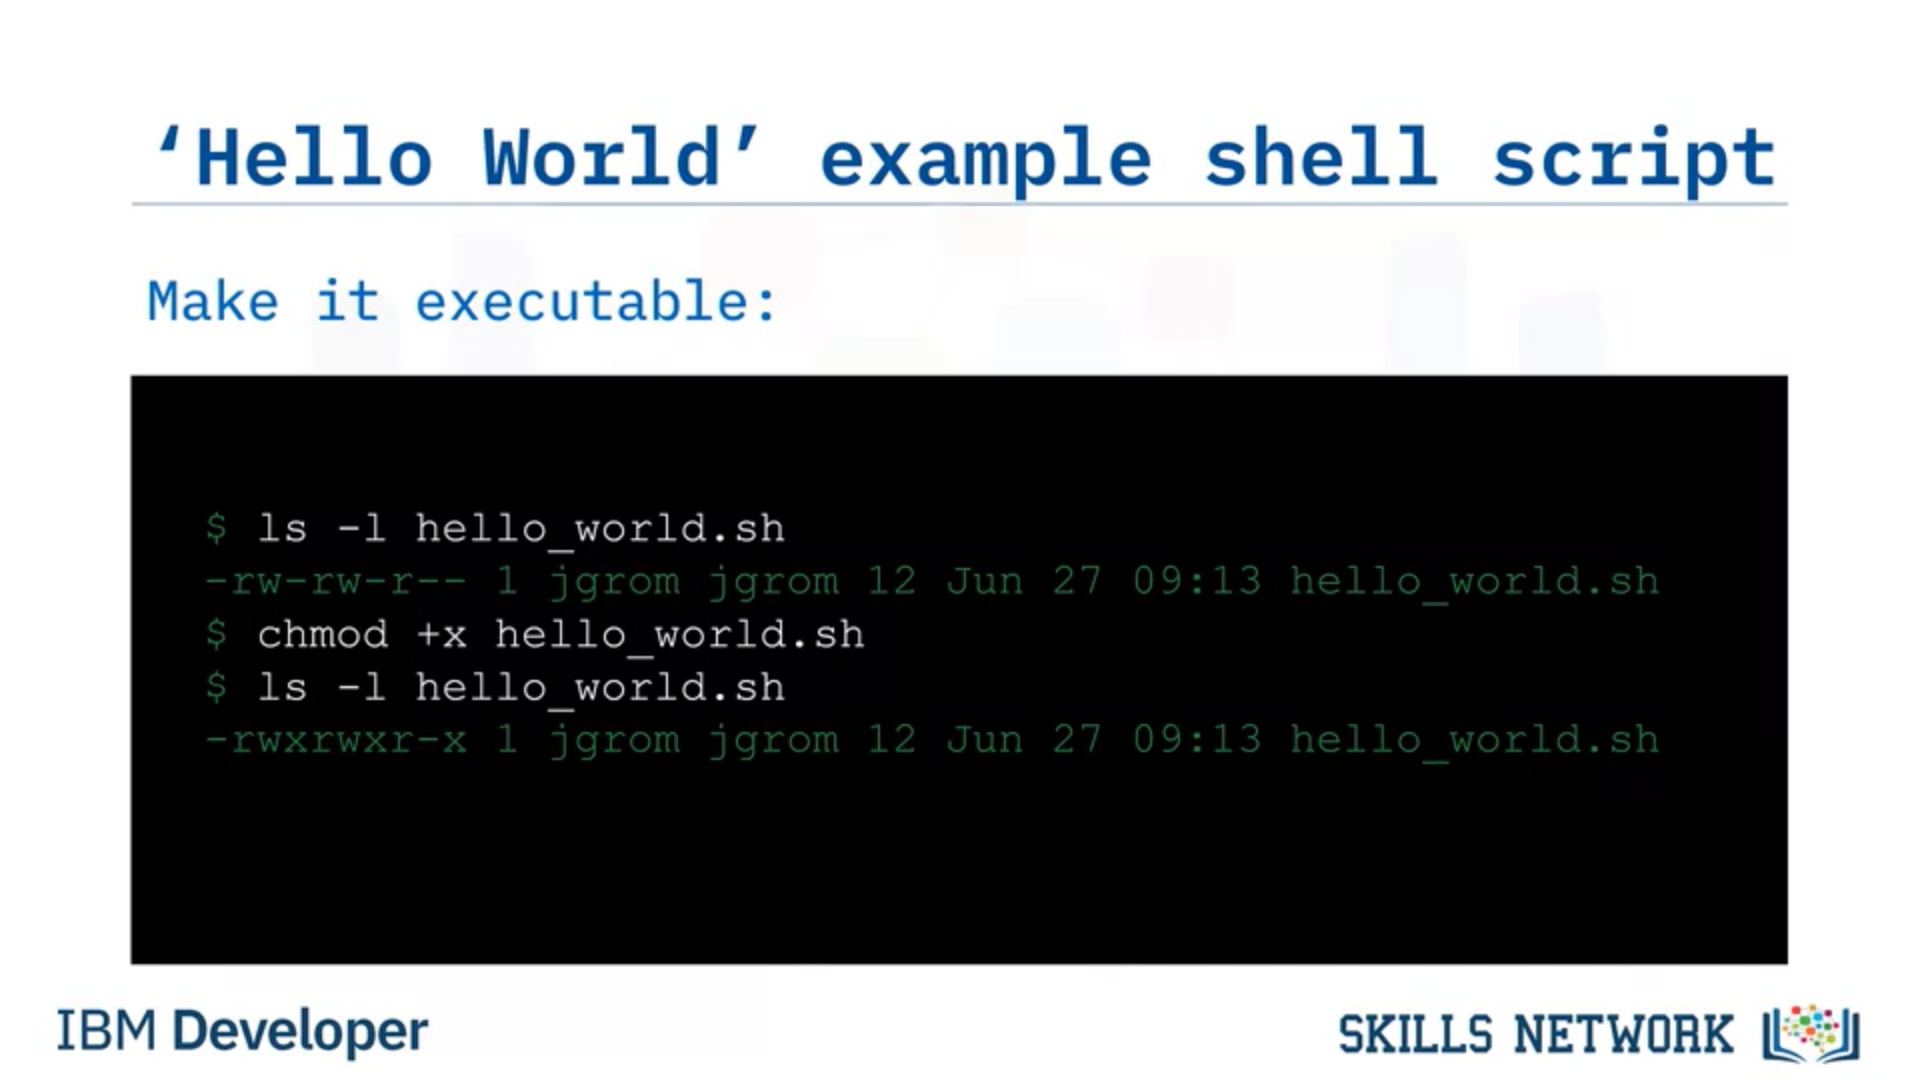 ‘Hello World’ example shell script
Make it executable:
$ ls -l hello_world.sh
-rw-rw-r-- 1 jgrom jgrom 12 Jun 27 09:13 hello_world.sh
$ chmod +x hello_world.sh
$ ls -l hello_world.sh
-rwxrwxr-x 1 jgrom jgrom 12 Jun 27 09:13 hello_world.sh
IBM Developer
SKILLS NETWORK